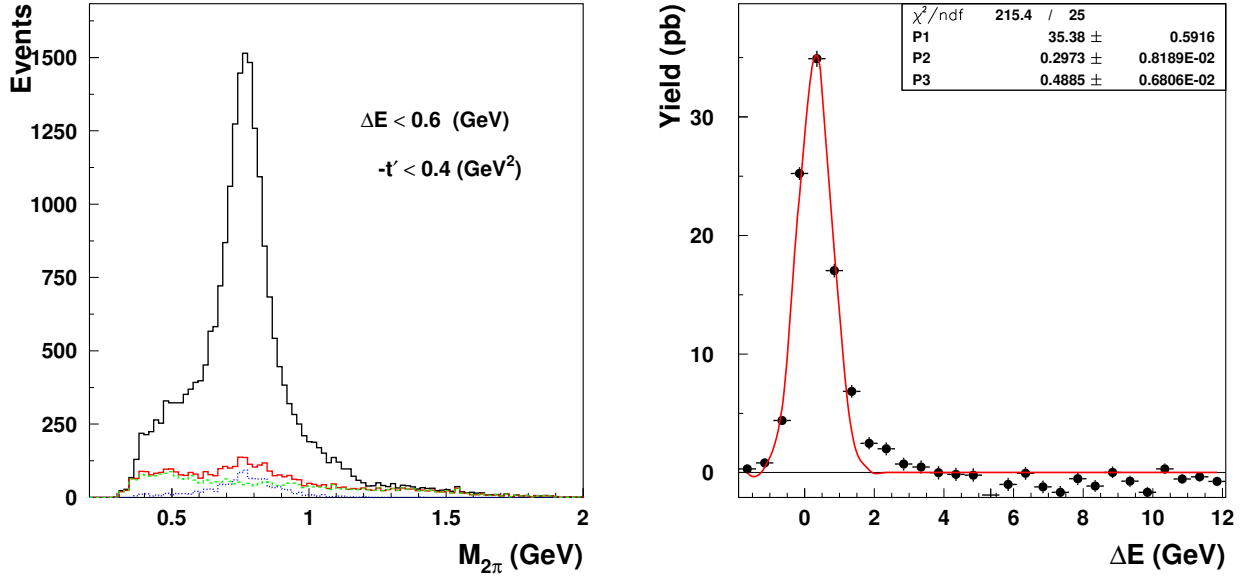 Events
1500
1250
1000
750
500
250
0
ΔE < 0.6 (GeV)
-t′ < 0.4 (GeV²)
0.5 1 1.5 2
M₂π (GeV)
Yield (pb)
χ²/ndf 215.4 / 25
P1 35.38 ± 0.5916
P2 0.2973 ± 0.8189E-02
P3 0.4885 ± 0.6806E-02
30
20
10
0
0 2 4 6 8 10 12
ΔE (GeV)